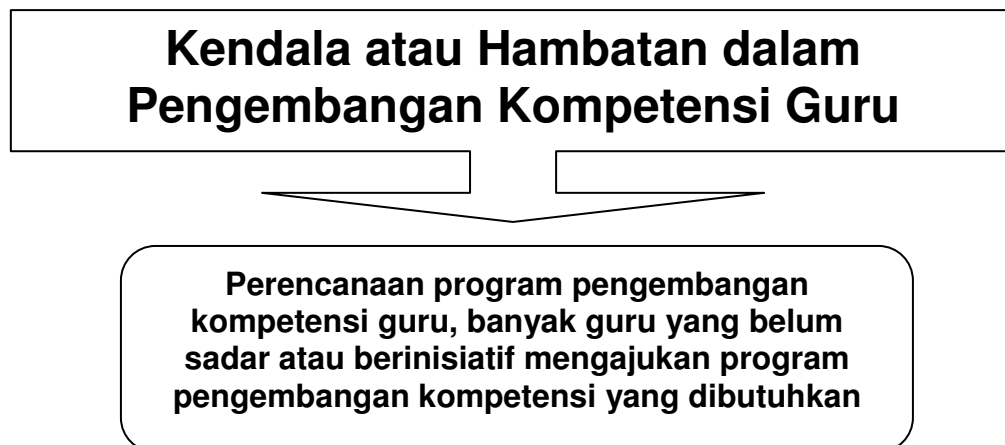 Kendala atau Hambatan dalam
Pengembangan Kompetensi Guru
Perencanaan program pengembangan
kompetensi guru, banyak guru yang belum
sadar atau berinisiatif mengajukan program
pengembangan kompetensi yang dibutuhkan